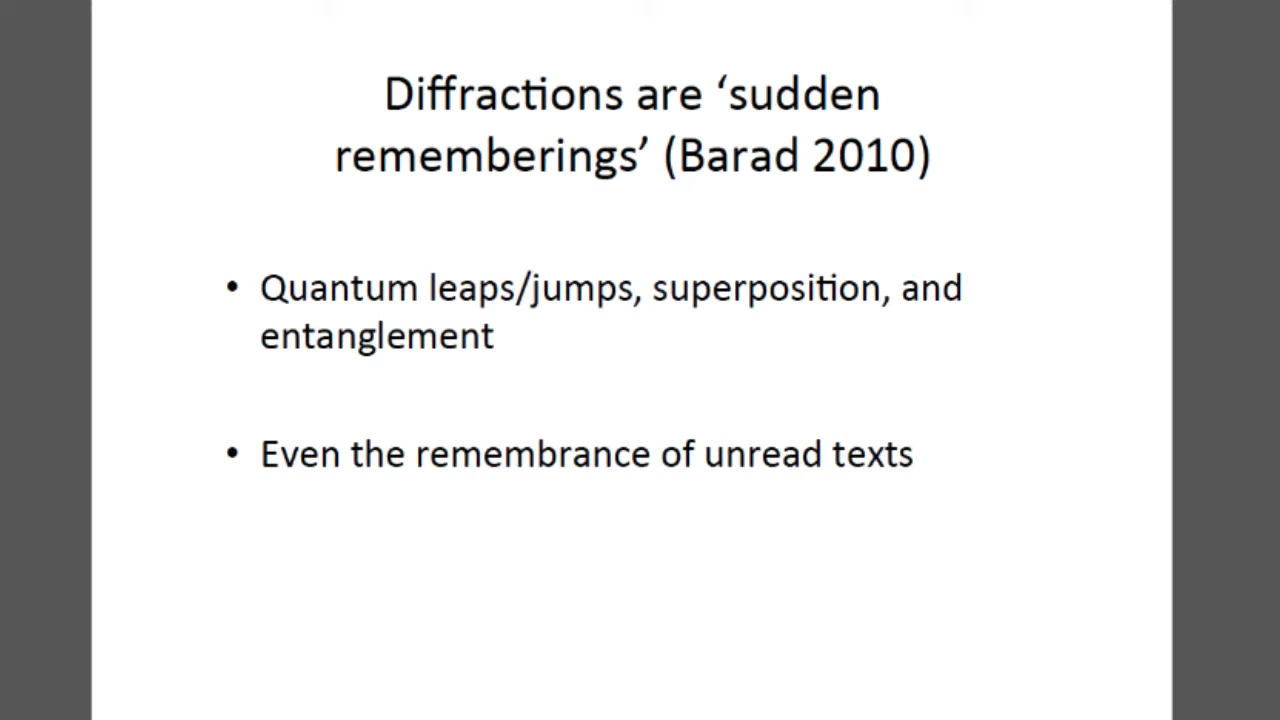 Diffractions are ‘sudden
rememberings’ (Barad 2010)
• Quantum leaps/jumps, superposition, and
entanglement
• Even the remembrance of unread texts